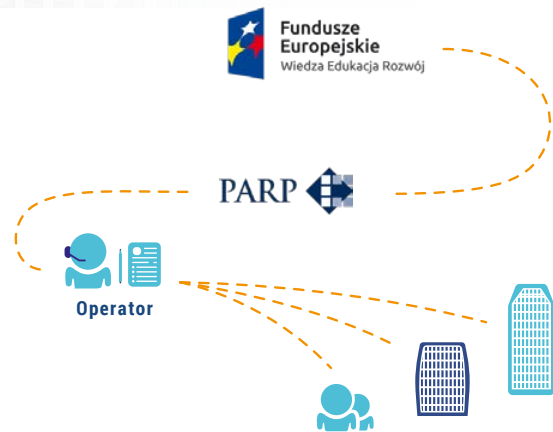 Fundusze
Europejskie
Wiedza Edukacja Rozwój
PARP
Operator